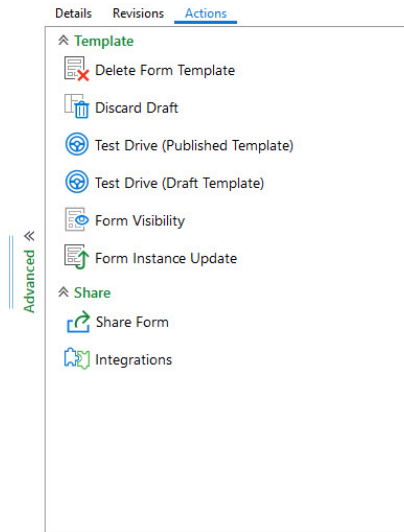 Details Revisions Actions
Template
Delete Form Template
Discard Draft
Test Drive (Published Template)
Test Drive (Draft Template)
Form Visibility
Form Instance Update
Advanced
Share
Share Form
Integrations